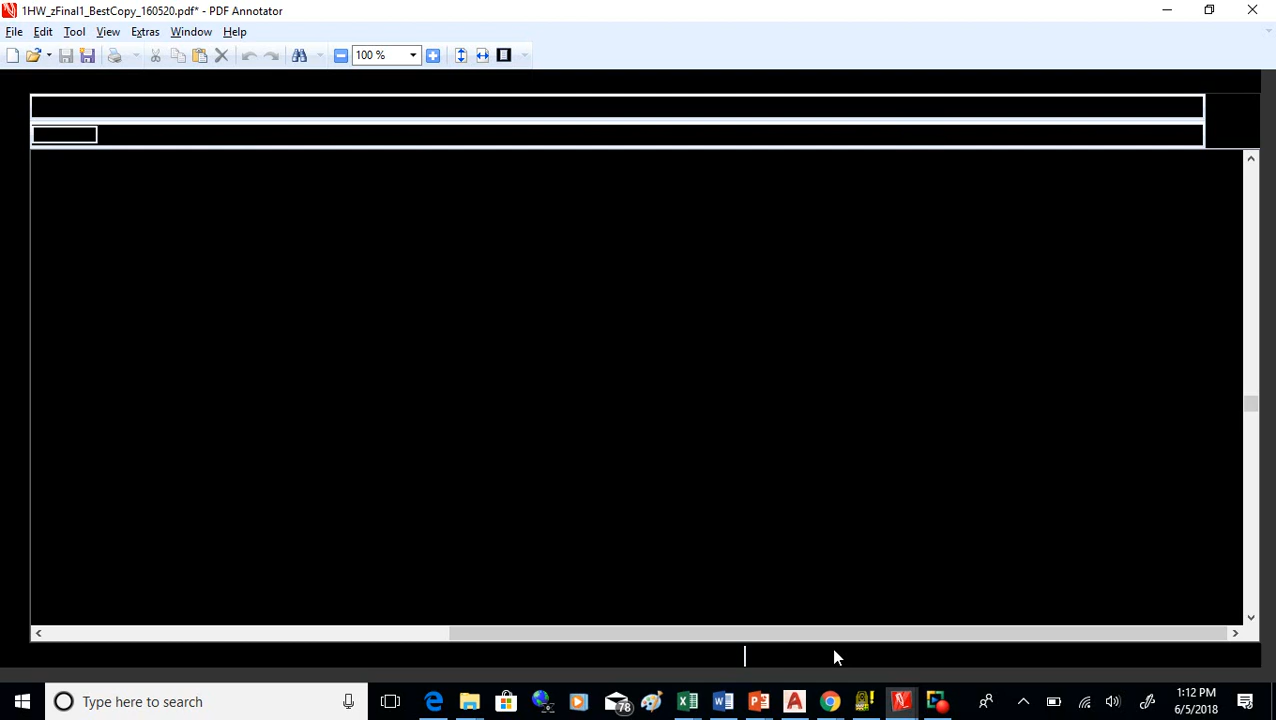 1HW_zFinal1_BestCopy_160520.pdf* - PDF Annotator
File Edit Tool View Extras Window Help
100 %
Type here to search
78
1:12 PM
6/5/2018